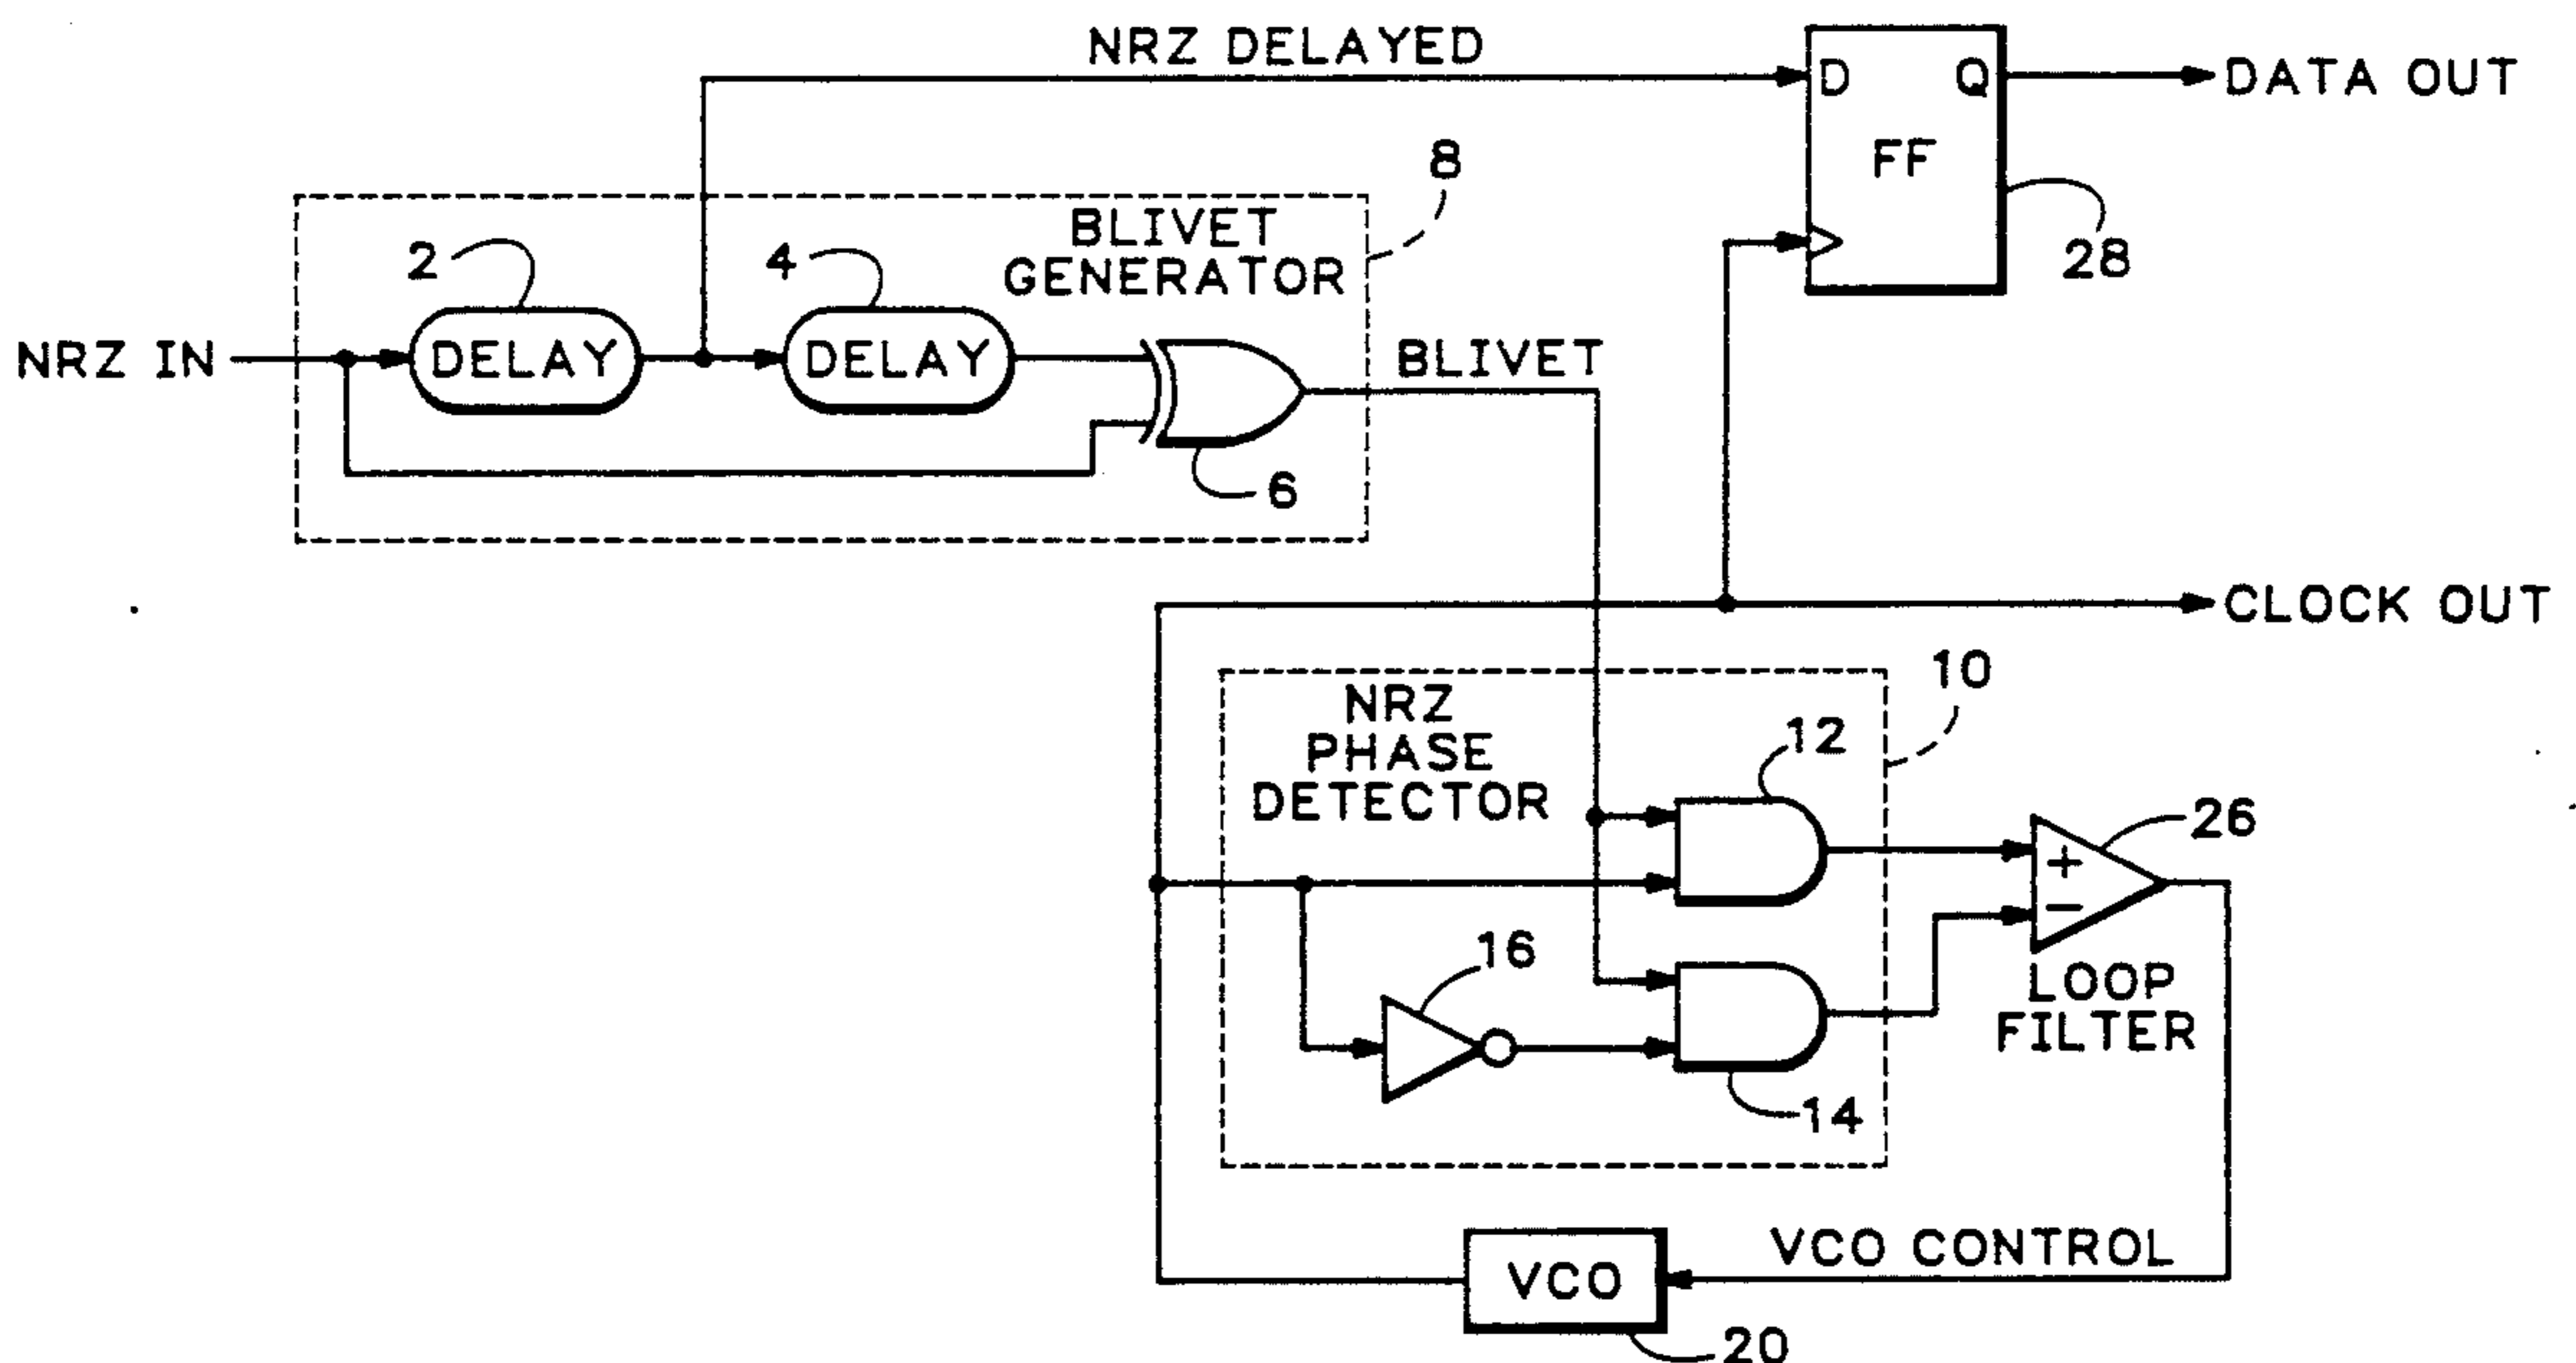 NRZ DELAYED
D
Q
DATA OUT
FF
8
28
BLIVET
GENERATOR
2
4
NRZ IN
DELAY
DELAY
BLIVET
6
CLOCK OUT
10
NRZ
PHASE
DETECTOR
12
26
+
−
16
LOOP
FILTER
14
VCO CONTROL
VCO
20